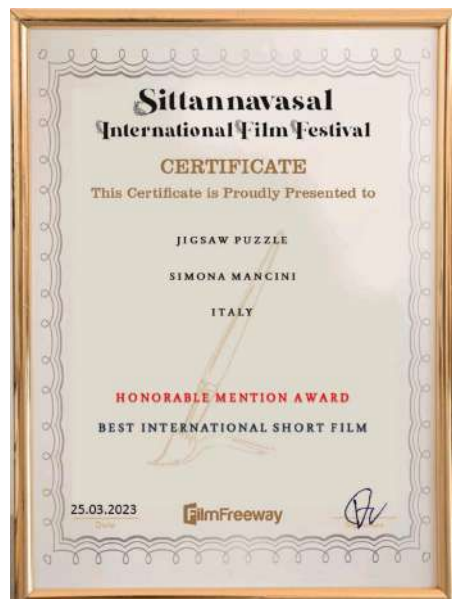 Sittannavasal
International Film Festival
CERTIFICATE
This Certificate is Proudly Presented to
JIGSAW PUZZLE
SIMONA MANCINI
ITALY
HONORABLE MENTION AWARD
BEST INTERNATIONAL SHORT FILM
25.03.2023
Date
FilmFreeway